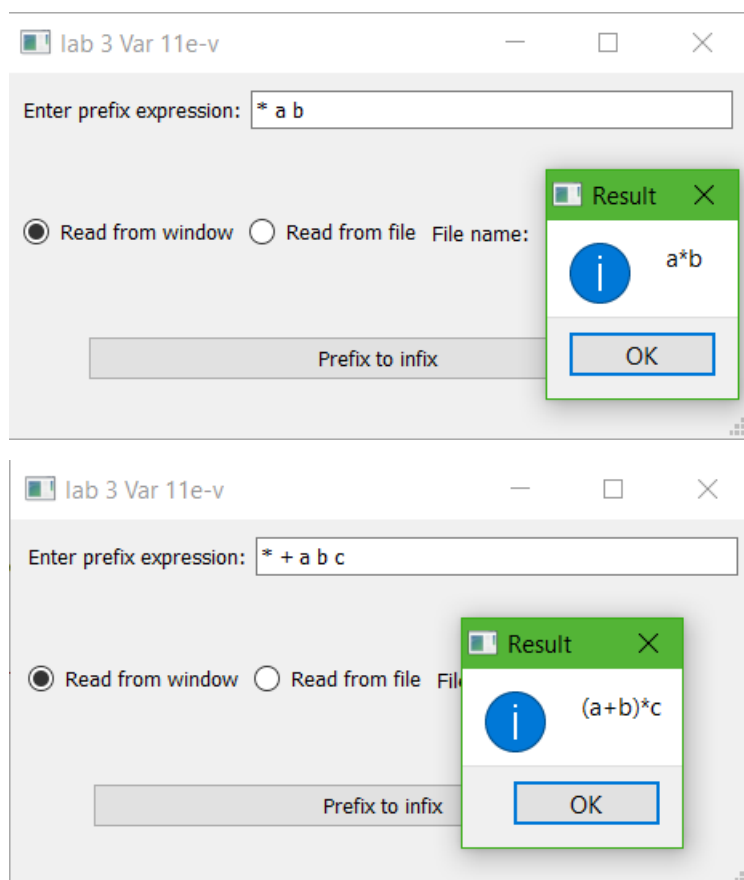 lab 3 Var 11e-v
Enter prefix expression: * a b
Result
Read from window Read from file File name:
a*b
Prefix to infix OK
lab 3 Var 11e-v
Enter prefix expression: * + a b c
Result
Read from window Read from file
(a+b)*c
Prefix to infix OK